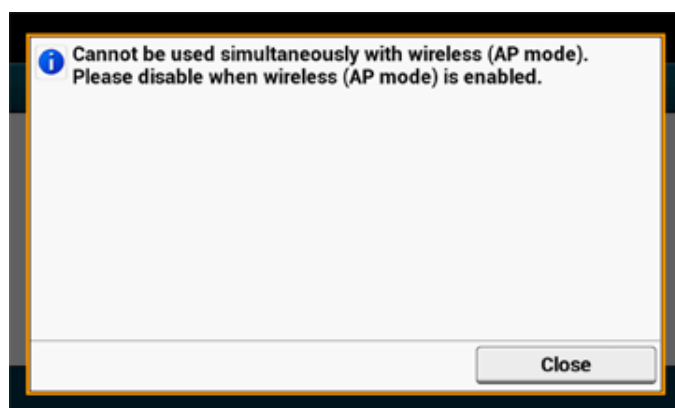 Cannot be used simultaneously with wireless (AP mode).
Please disable when wireless (AP mode) is enabled.
Close